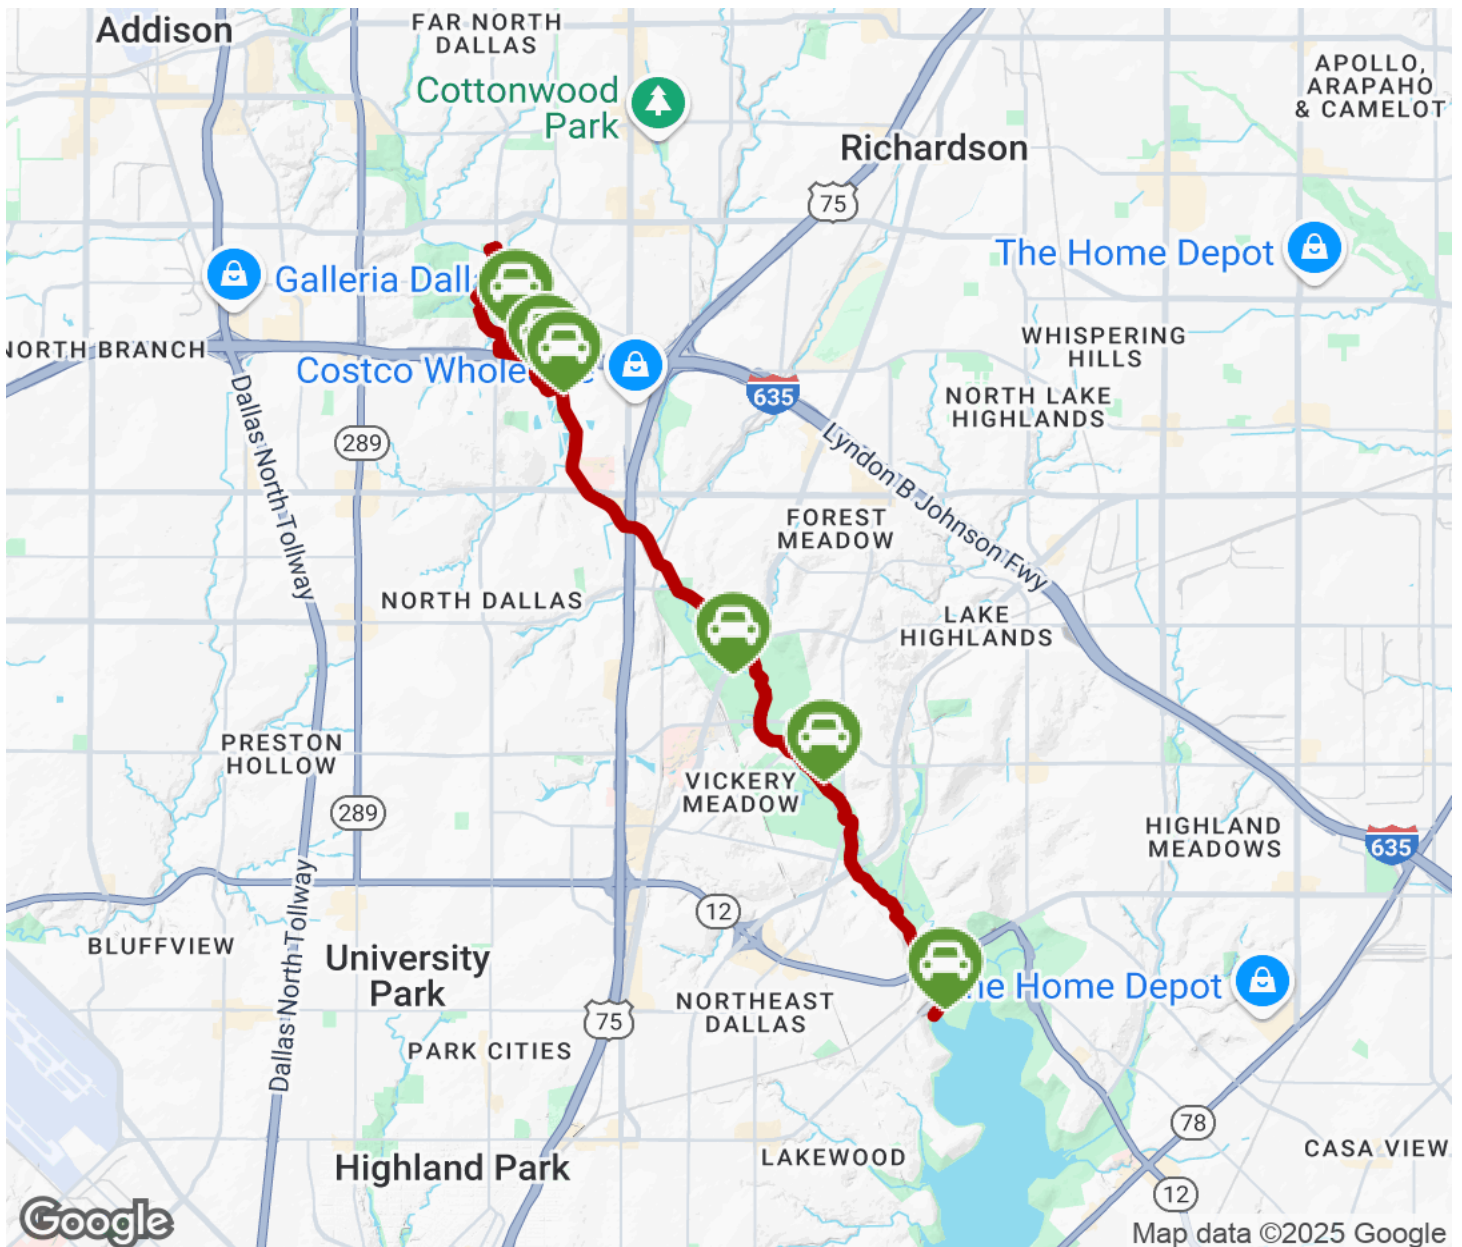 Addison
FAR NORTH
DALLAS
Cottonwood
Park
APOLLO,
ARAPAHO
& CAMELOT
Richardson
75
The Home Depot
Galleria Dall
NORTH BRANCH
Costco Whole
WHISPERING
HILLS
635
NORTH LAKE
HIGHLANDS
289
Dallas North Tollway
Lyndon B Johnson Fwy
FOREST
MEADOW
NORTH DALLAS
LAKE
HIGHLANDS
PRESTON
HOLLOW
VICKERY
MEADOW
289
HIGHLAND
MEADOWS
635
12
Dallas North Tollway
BLUFFVIEW
University
Park
he Home Depot
NORTHEAST
DALLAS
75
PARK CITIES
78
LAKEWOOD
CASA VIEW
Highland Park
12
Google
Map data ©2025 Google